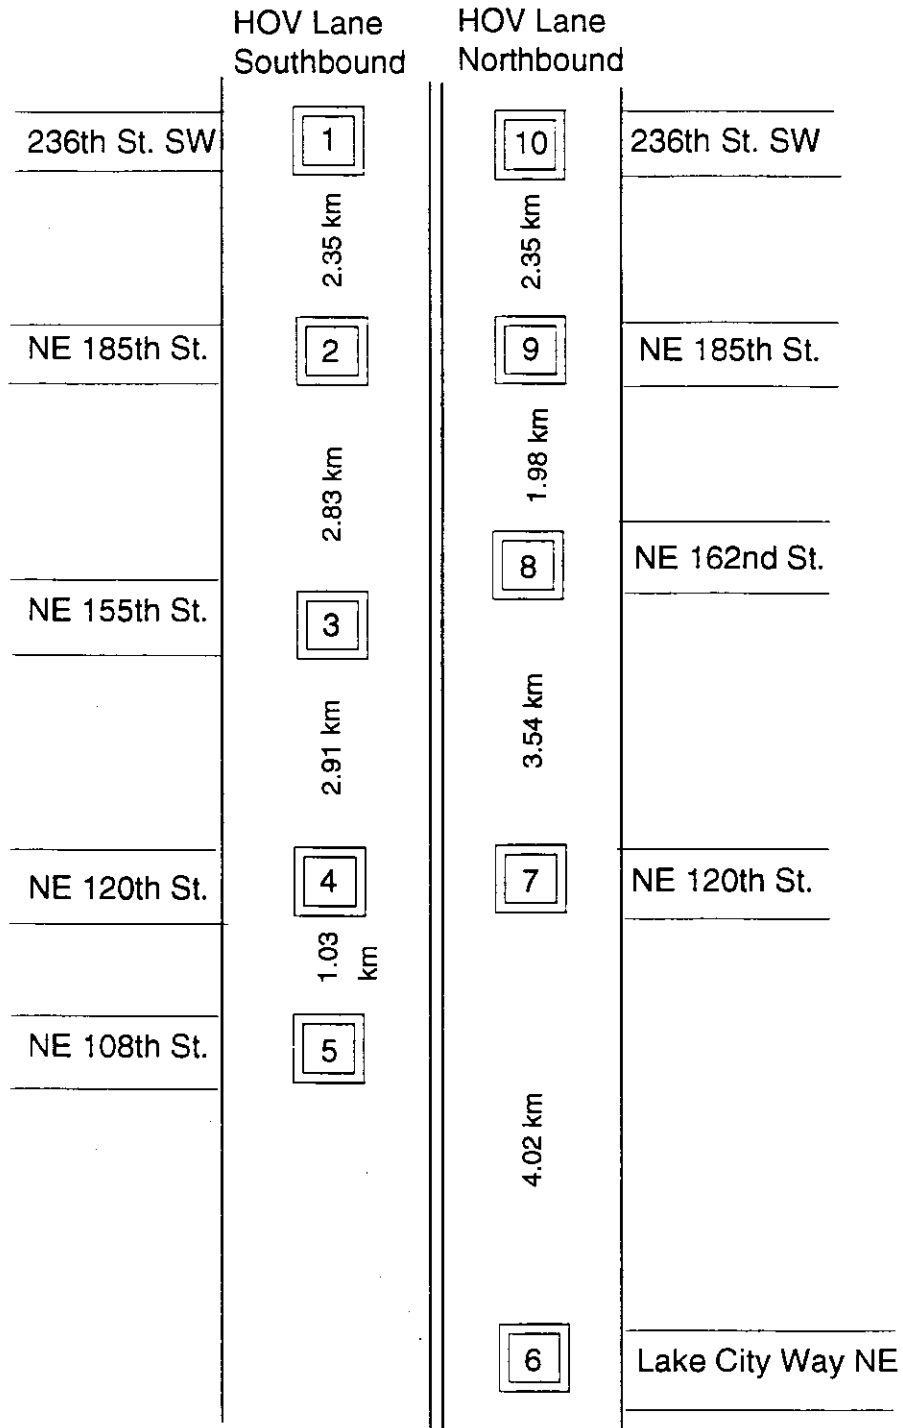 HOV Lane
Southbound
HOV Lane
Northbound
236th St. SW
1
10
236th St. SW
2.35 km
2.35 km
NE 185th St.
2
9
NE 185th St.
2.83 km
1.98 km
8
NE 162nd St.
NE 155th St.
3
2.91 km
3.54 km
NE 120th St.
4
7
NE 120th St.
1.03
km
NE 108th St.
5
4.02 km
6
Lake City Way NE